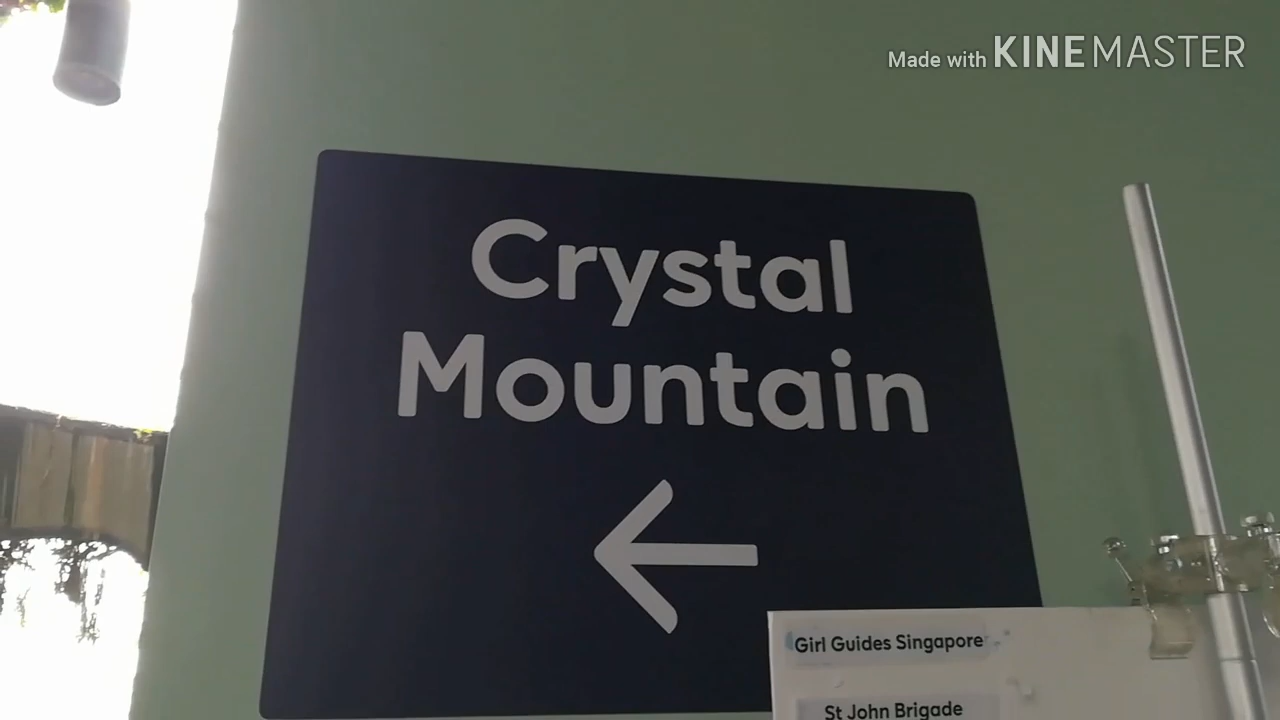 Made with KINEMASTER
Crystal
Mountain
Girl Guides Singapore
St John Brigade